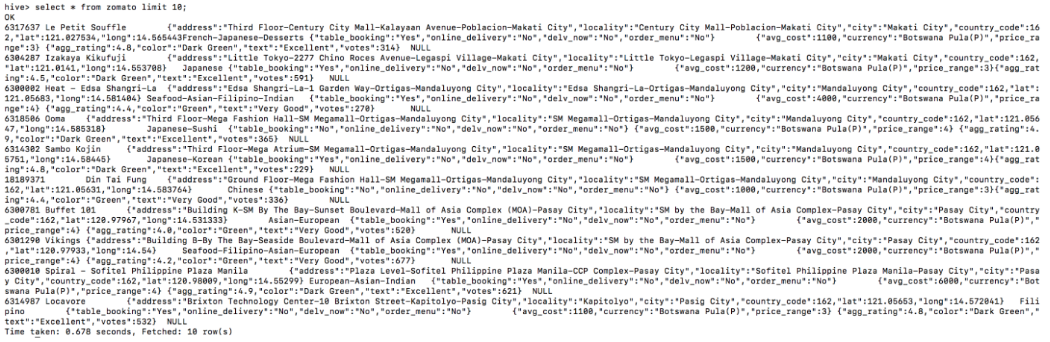 hive> select * from zomato limit 10;
OK
6317637 Le Petit Souffle {"address":"Third Floor-Century City Mall-Kalayaan Avenue-Poblacion-Makati City","locality":"Century City Mall-Poblacion-Makati City","city":"Makati City","country_code":16
2,"lat":121.027534,"long":14.565443French-Japanese-Desserts {"table_booking":"Yes","online_delivery":"No","delv_now":"No","order_menu":"No"} {"avg_cost":1100,"currency":"Botswana Pula(P)","price_ra
nge":3} {"agg_rating":4.8,"color":"Dark Green","text":"Excellent","votes":314} NULL
6304287 Izakaya Kikufuji {"address":"Little Tokyo-2277 Chino Roces Avenue-Legaspi Village-Makati City","locality":"Little Tokyo-Legaspi Village-Makati City","city":"Makati City","country_code":162,
"lat":121.0141,"long":14.553708} Japanese {"table_booking":"Yes","online_delivery":"No","delv_now":"No","order_menu":"No"} {"avg_cost":1200,"currency":"Botswana Pula(P)","price_range":3}{"agg_rat
ing":4.5,"color":"Dark Green","text":"Excellent","votes":591} NULL
6300002 Heat - Edsa Shangri-La {"address":"Edsa Shangri-La-1 Garden Way-Ortigas-Mandaluyong City","locality":"Edsa Shangri-La-Ortigas-Mandaluyong City","city":"Mandaluyong City","country_code":162,"lat":
121.05683,"long":14.581404} Seafood-Asian-Filipino-Indian {"table_booking":"Yes","online_delivery":"No","delv_now":"No","order_menu":"No"} {"avg_cost":4000,"currency":"Botswana Pula(P)","price_ra
nge":4} {"agg_rating":4.4,"color":"Green","text":"Very Good","votes":270} NULL
6318506 Ooma {"address":"Third Floor-Mega Fashion Hall-SM Megamall-Ortigas-Mandaluyong City","locality":"SM Megamall-Ortigas-Mandaluyong City","city":"Mandaluyong City","country_code":162,"lat":121.056
47,"long":14.585318} Japanese-Sushi {"table_booking":"No","online_delivery":"No","delv_now":"No","order_menu":"No"} {"avg_cost":1500,"currency":"Botswana Pula(P)","price_range":4} {"agg_rating":4.
9,"color":"Dark Green","text":"Excellent","votes":365} NULL
6314302 Sambo Kojin {"address":"Third Floor-Mega Atrium-SM Megamall-Ortigas-Mandaluyong City","locality":"SM Megamall-Ortigas-Mandaluyong City","city":"Mandaluyong City","country_code":162,"lat":121.0
5751,"long":14.58445} Japanese-Korean {"table_booking":"Yes","online_delivery":"No","delv_now":"No","order_menu":"No"} {"avg_cost":1500,"currency":"Botswana Pula(P)","price_range":4}{"agg_rat
ing":4.8,"color":"Dark Green","text":"Excellent","votes":229} NULL
18189371 Din Tai Fung {"address":"Ground Floor-Mega Fashion Hall-SM Megamall-Ortigas-Mandaluyong City","locality":"SM Megamall-Ortigas-Mandaluyong City","city":"Mandaluyong City","country_code":
162,"lat":121.05631,"long":14.583764} Chinese {"table_booking":"No","online_delivery":"No","delv_now":"No","order_menu":"No"} {"avg_cost":1000,"currency":"Botswana Pula(P)","price_range":3}{"agg_rat
ing":4.4,"color":"Green","text":"Very Good","votes":336} NULL
6300781 Buffet 101 {"address":"Building K-SM By The Bay-Sunset Boulevard-Mall of Asia Complex (MOA)-Pasay City","locality":"SM by the Bay-Mall of Asia Complex-Pasay City","city":"Pasay City","country
_code":162,"lat":120.97967,"long":14.531333} Asian-European {"table_booking":"Yes","online_delivery":"No","delv_now":"No","order_menu":"No"} {"avg_cost":2000,"currency":"Botswana Pula(P)","
price_range":4} {"agg_rating":4.0,"color":"Green","text":"Very Good","votes":520} NULL
6301290 Vikings {"address":"Building B-By The Bay-Seaside Boulevard-Mall of Asia Complex (MOA)-Pasay City","locality":"SM by the Bay-Mall of Asia Complex-Pasay City","city":"Pasay City","country_code":162
,"lat":120.97933,"long":14.54} Seafood-Filipino-Asian-European {"table_booking":"Yes","online_delivery":"No","delv_now":"No","order_menu":"No"} {"avg_cost":2000,"currency":"Botswana Pula(P)","
price_range":4} {"agg_rating":4.2,"color":"Green","text":"Very Good","votes":677} NULL
6300010 Spiral - Sofitel Philippine Plaza Manila {"address":"Plaza Level-Sofitel Philippine Plaza Manila-CCP Complex-Pasay City","locality":"Sofitel Philippine Plaza Manila-Pasay City","city":"Pasa
y City","country_code":162,"lat":120.98009,"long":14.55299} European-Asian-Indian {"table_booking":"Yes","online_delivery":"No","delv_now":"No","order_menu":"No"} {"avg_cost":6000,"currency":"Bot
swana Pula(P)","price_range":4} {"agg_rating":4.9,"color":"Dark Green","text":"Excellent","votes":621} NULL
6314987 Locavore {"address":"Brixton Technology Center-10 Brixton Street-Kapitolyo-Pasig City","locality":"Kapitolyo","city":"Pasig City","country_code":162,"lat":121.05653,"long":14.572041} Fili
pino {"table_booking":"Yes","online_delivery":"No","delv_now":"No","order_menu":"No"} {"avg_cost":1100,"currency":"Botswana Pula(P)","price_range":3} {"agg_rating":4.8,"color":"Dark Green","
text":"Excellent","votes":532} NULL
Time taken: 0.678 seconds, Fetched: 10 row(s)